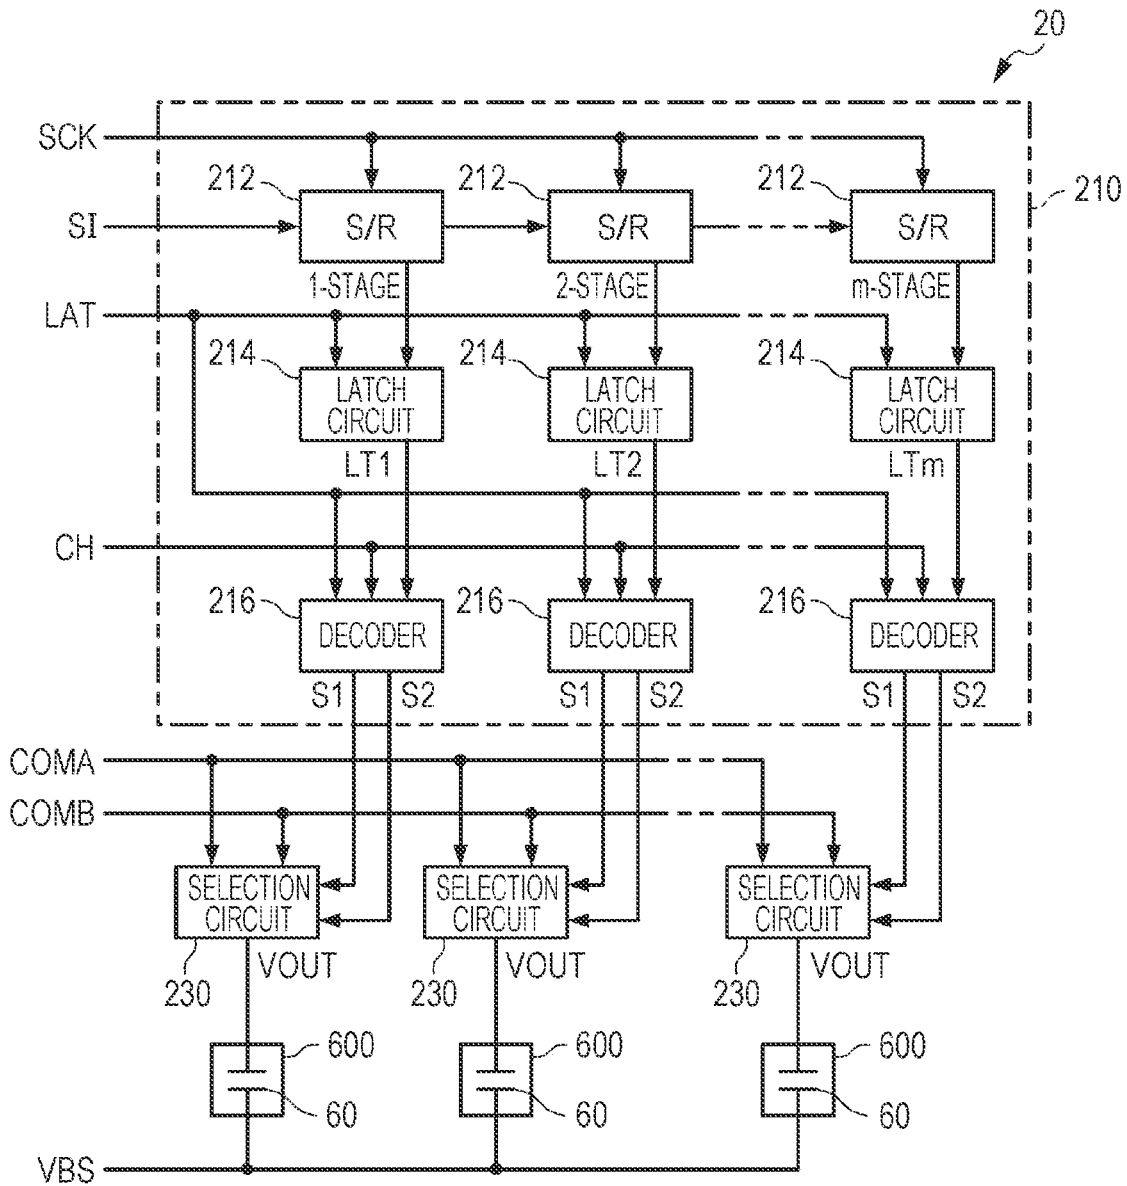 20
SCK
212 212 212 210
SI S/R S/R S/R
1-STAGE 2-STAGE m-STAGE
LAT
214 214 214
LATCH CIRCUIT LATCH CIRCUIT LATCH CIRCUIT
LT1 LT2 LTm
CH
216 216 216
DECODER DECODER DECODER
S1 S2 S1 S2 S1 S2
COMA
COMB
SELECTION CIRCUIT SELECTION CIRCUIT SELECTION CIRCUIT
VOUT VOUT VOUT
230 230 230
600 600 600
60 60 60
VBS